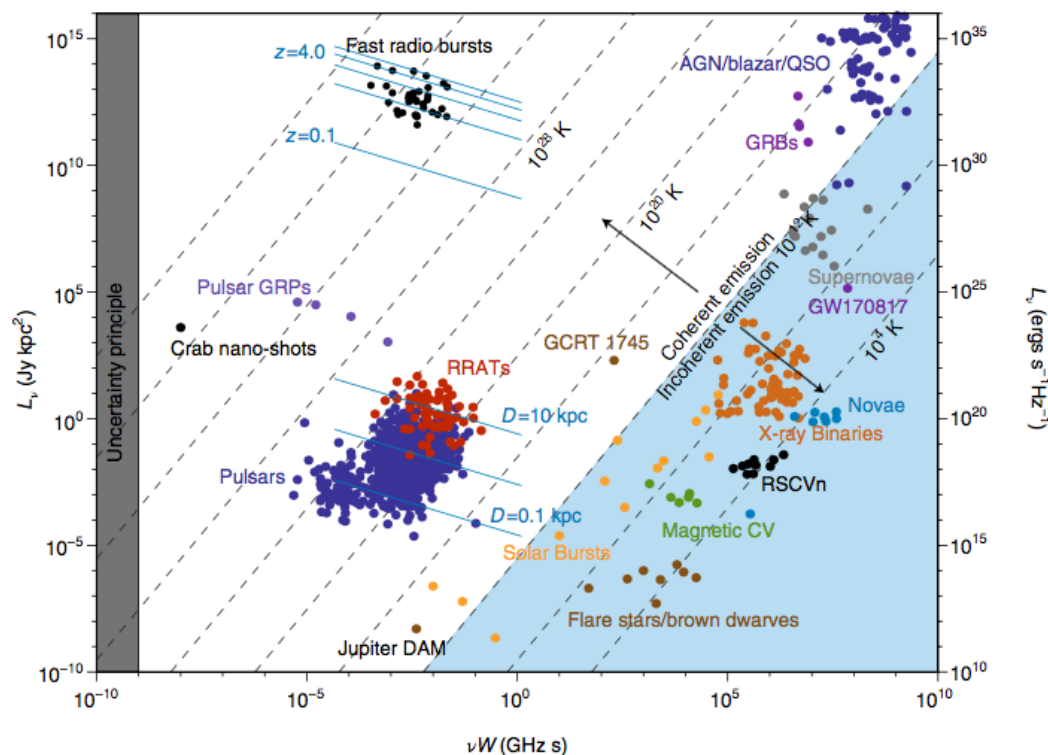 10^15
10^10
10^5
10^0
10^−5
10^−10
L_ν (Jy kpc^2)
Uncertainty principle
z=4.0
Fast radio bursts
z=0.1
10^28 K
10^20 K
AGN/blazar/QSO
GRBs
Coherent emission
Incoherent emission 10^12 K
Supernovae
GW170817
10^4 K
Pulsar GRPs
Crab nano-shots
GCRT 1745
RRATs
D=10 kpc
Novae
X-ray Binaries
Pulsars
RSCVn
D=0.1 kpc
Magnetic CV
Solar Bursts
Flare stars/brown dwarves
Jupiter DAM
10^35
10^30
10^25
10^20
10^15
10^10
L_ν (ergs s^−1 Hz^−1)
10^−10
10^−5
10^0
10^5
10^10
νW (GHz s)